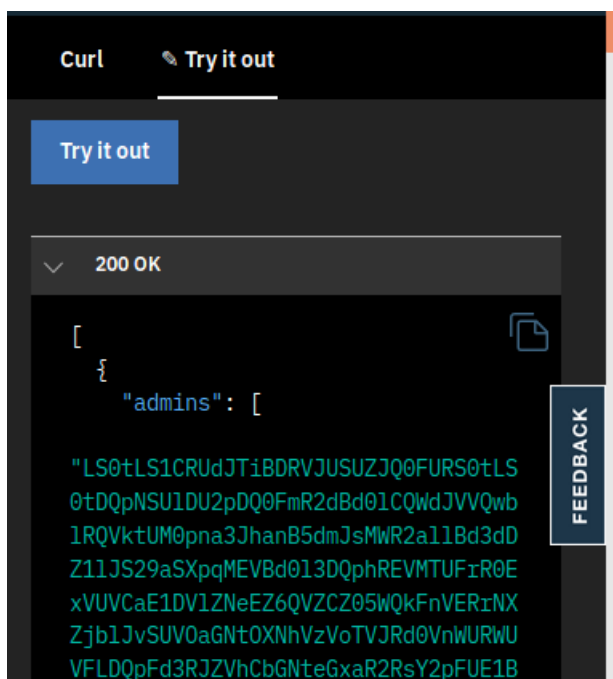 Curl ✎ Try it out
Try it out
200 OK
[
{
"admins": [
"LS0tLS1CRUdJTiBDRVJUSUZJQ0FURS0tLS
0tDQpNSUlDU2pDQ0FmR2dBd0lCQWdJVVQwb
lRQVktUM0pna3JhanB5dmJsMWR2allBd3dD
Z1lJS29aSXpqMEVBd0l3DQphREVMTUFrR0E
xVUVCaE1DVlZNeEZ6QVZCZ05WQkFnVERrNX
ZjblJvSUVOaGNtOXNhVzVoTVJRd0VnWURWU
VFLDQpFd3RJZVhCbGNteGxaR2RsY2pFUE1B
FEEDBACK